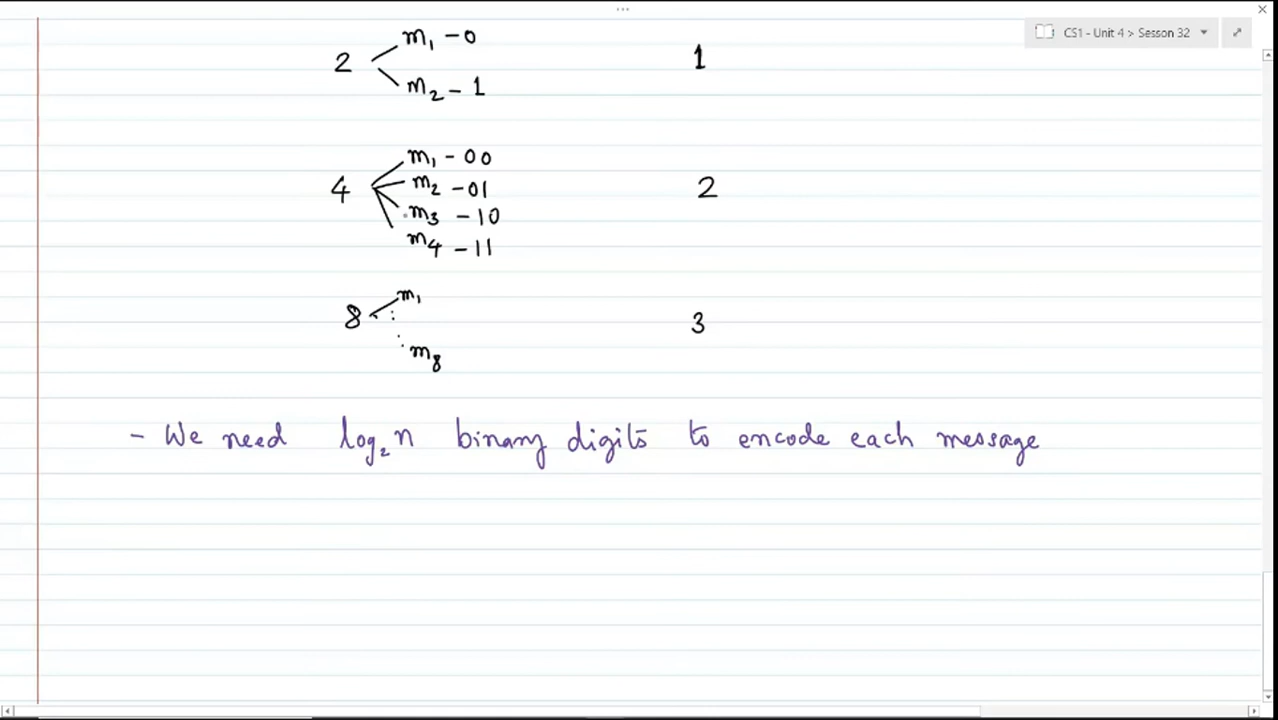 CS1 - Unit 4 > Sesson 32
m₁ - 0
2 1
m₂ - 1
m₁ - 00
4 m₂ - 01 2
m₃ - 10
m₄ - 11
m₁
8 3
m₈
- We need log₂n binary digits to encode each message